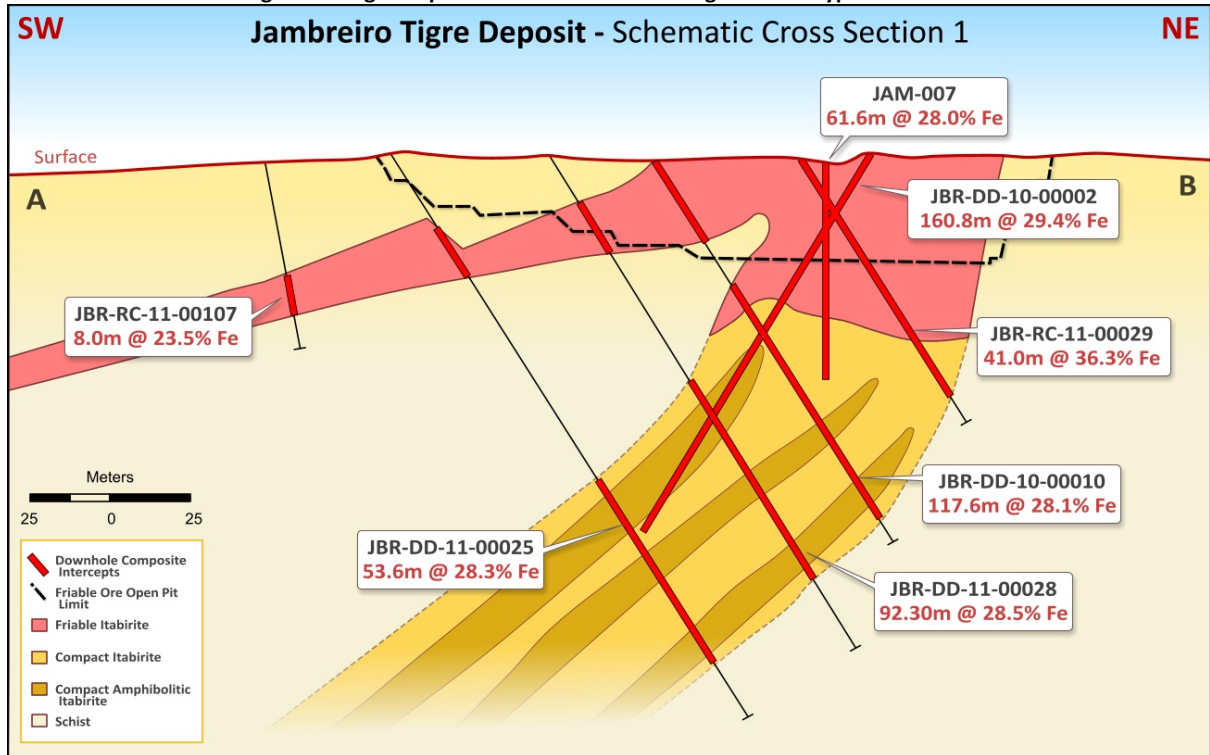 SW
Jambreiro Tigre Deposit - Schematic Cross Section 1
NE
JAM-007
61.6m @ 28.0% Fe
Surface
A
B
JBR-DD-10-00002
160.8m @ 29.4% Fe
JBR-RC-11-00107
8.0m @ 23.5% Fe
JBR-RC-11-00029
41.0m @ 36.3% Fe
Meters
25 0 25
JBR-DD-10-00010
117.6m @ 28.1% Fe
JBR-DD-11-00025
53.6m @ 28.3% Fe
JBR-DD-11-00028
92.30m @ 28.5% Fe
Downhole Composite
Intercepts
Friable Ore Open Pit
Limit
Friable Itabirite
Compact Itabirite
Compact Amphibolitic
Itabirite
Schist